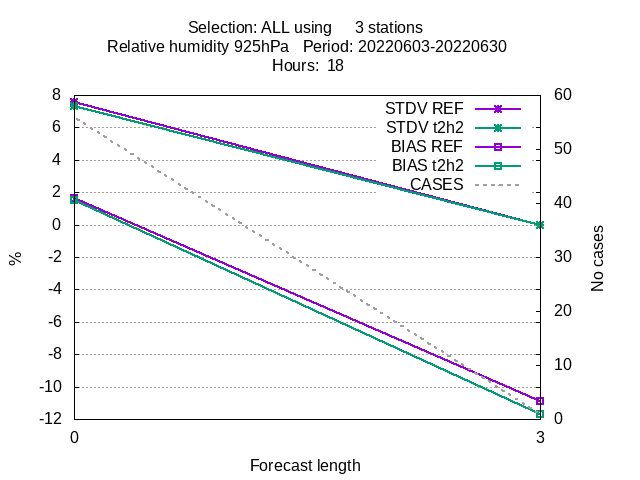 Selection: ALL using     3 stations
Relative humidity 925hPa   Period: 20220603-20220630
Hours:  18
STDV REF
STDV t2h2
BIAS REF
BIAS t2h2
CASES
8
6
4
2
0
-2
-4
-6
-8
-10
-12
60
50
40
30
20
10
0
%
No cases
0
3
Forecast length